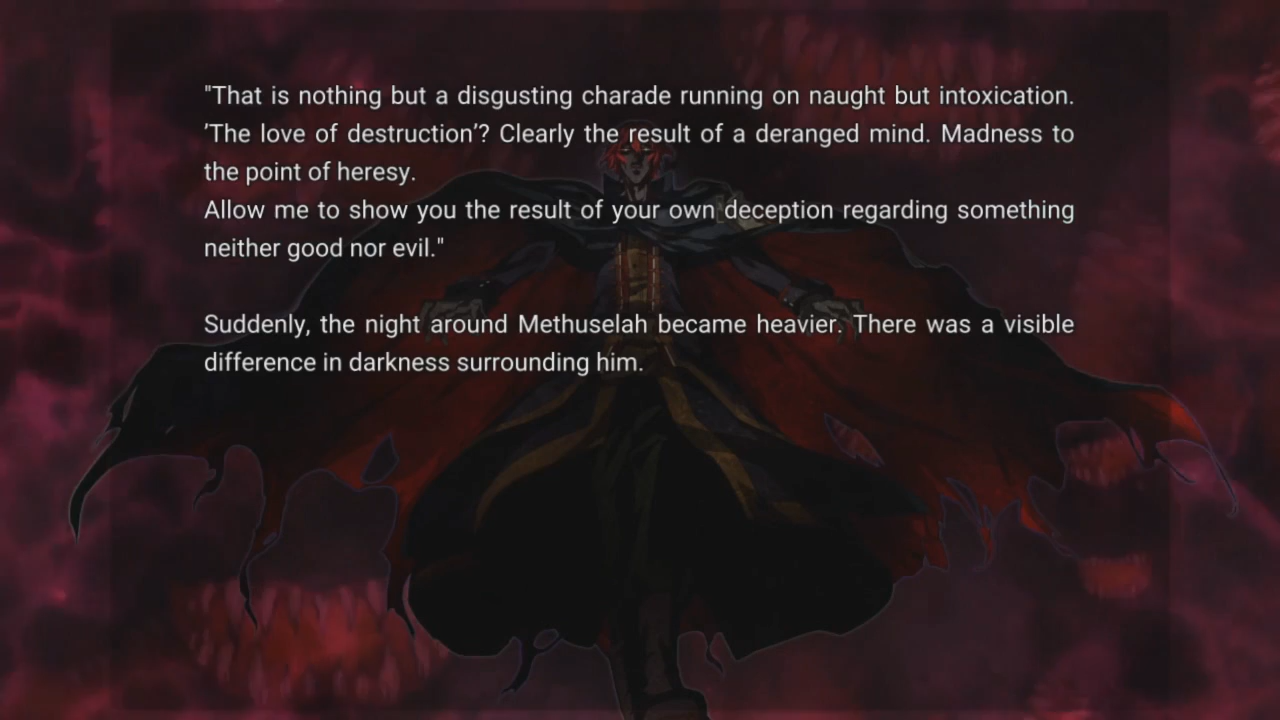 "That is nothing but a disgusting charade running on naught but intoxication.
’The love of destruction’? Clearly the result of a deranged mind. Madness to
the point of heresy.
Allow me to show you the result of your own deception regarding something
neither good nor evil."
Suddenly, the night around Methuselah became heavier. There was a visible
difference in darkness surrounding him.